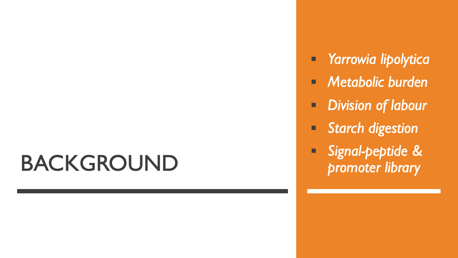 BACKGROUND
▪ Yarrowia lipolytica
▪ Metabolic burden
▪ Division of labour
▪ Starch digestion
▪ Signal-peptide &
promoter library